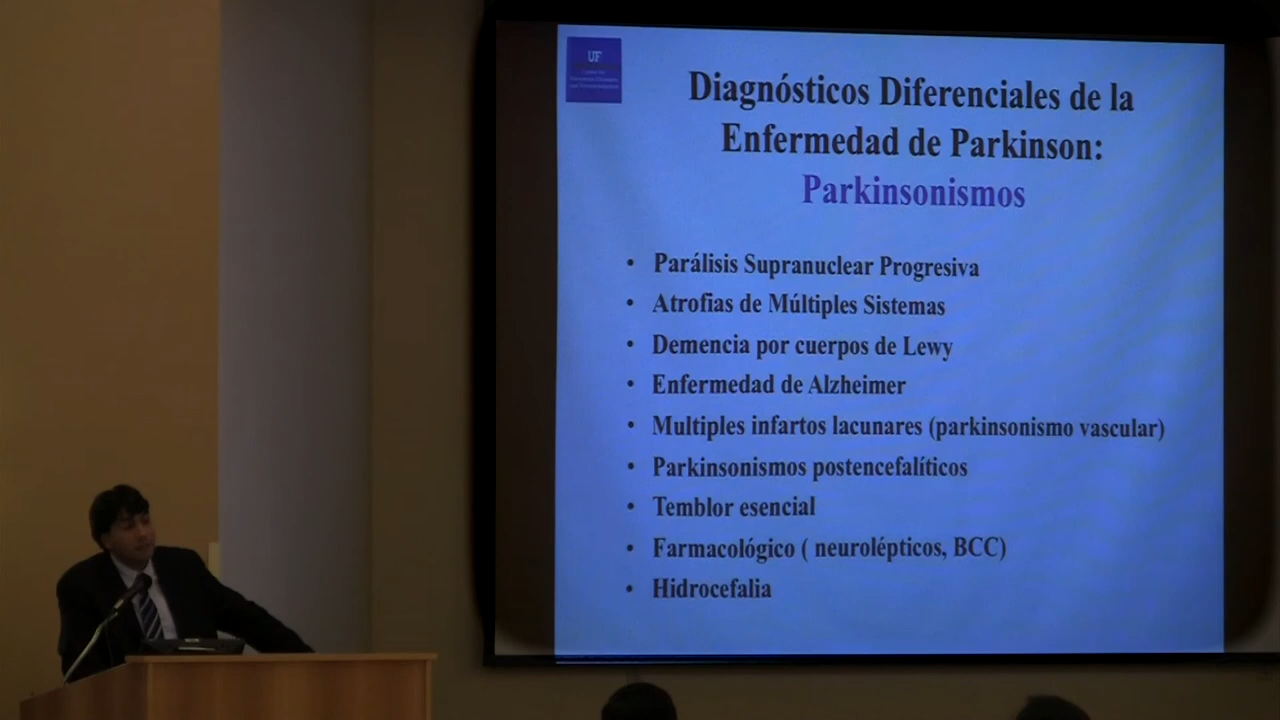 UF
Diagnósticos Diferenciales de la
Enfermedad de Parkinson:
Parkinsonismos
• Parálisis Supranuclear Progresiva
• Atrofias de Múltiples Sistemas
• Demencia por cuerpos de Lewy
• Enfermedad de Alzheimer
• Multiples infartos lacunares (parkinsonismo vascular)
• Parkinsonismos postencefalíticos
• Temblor esencial
• Farmacológico ( neurolépticos, BCC)
• Hidrocefalia